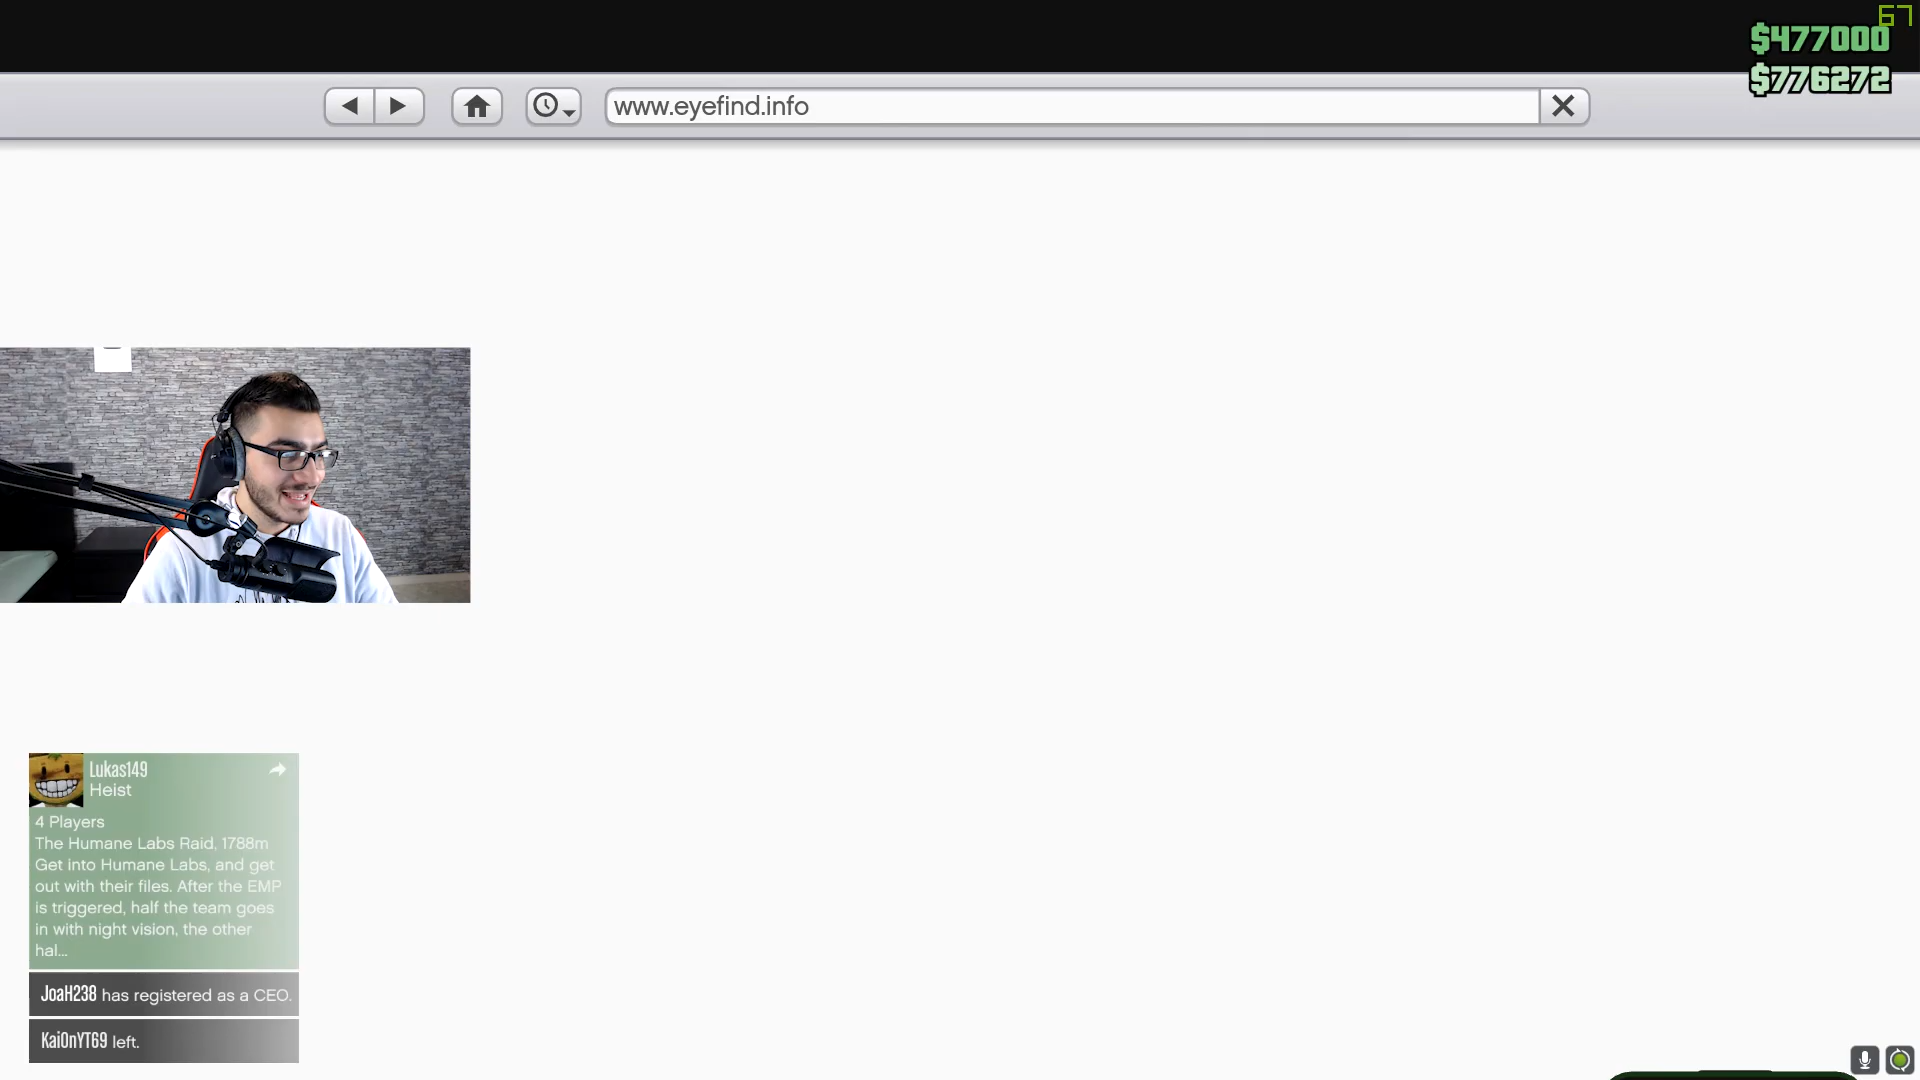 67
$477000
$776272
www.eyefind.info
Lukas149
Heist
4 Players
The Humane Labs Raid. 1788m
Get into Humane Labs, and get
out with their files. After the EMP
is triggered, half the team goes
in with night vision, the other
hal...
JoaH238 has registered as a CEO.
KaiOnYT69 left.